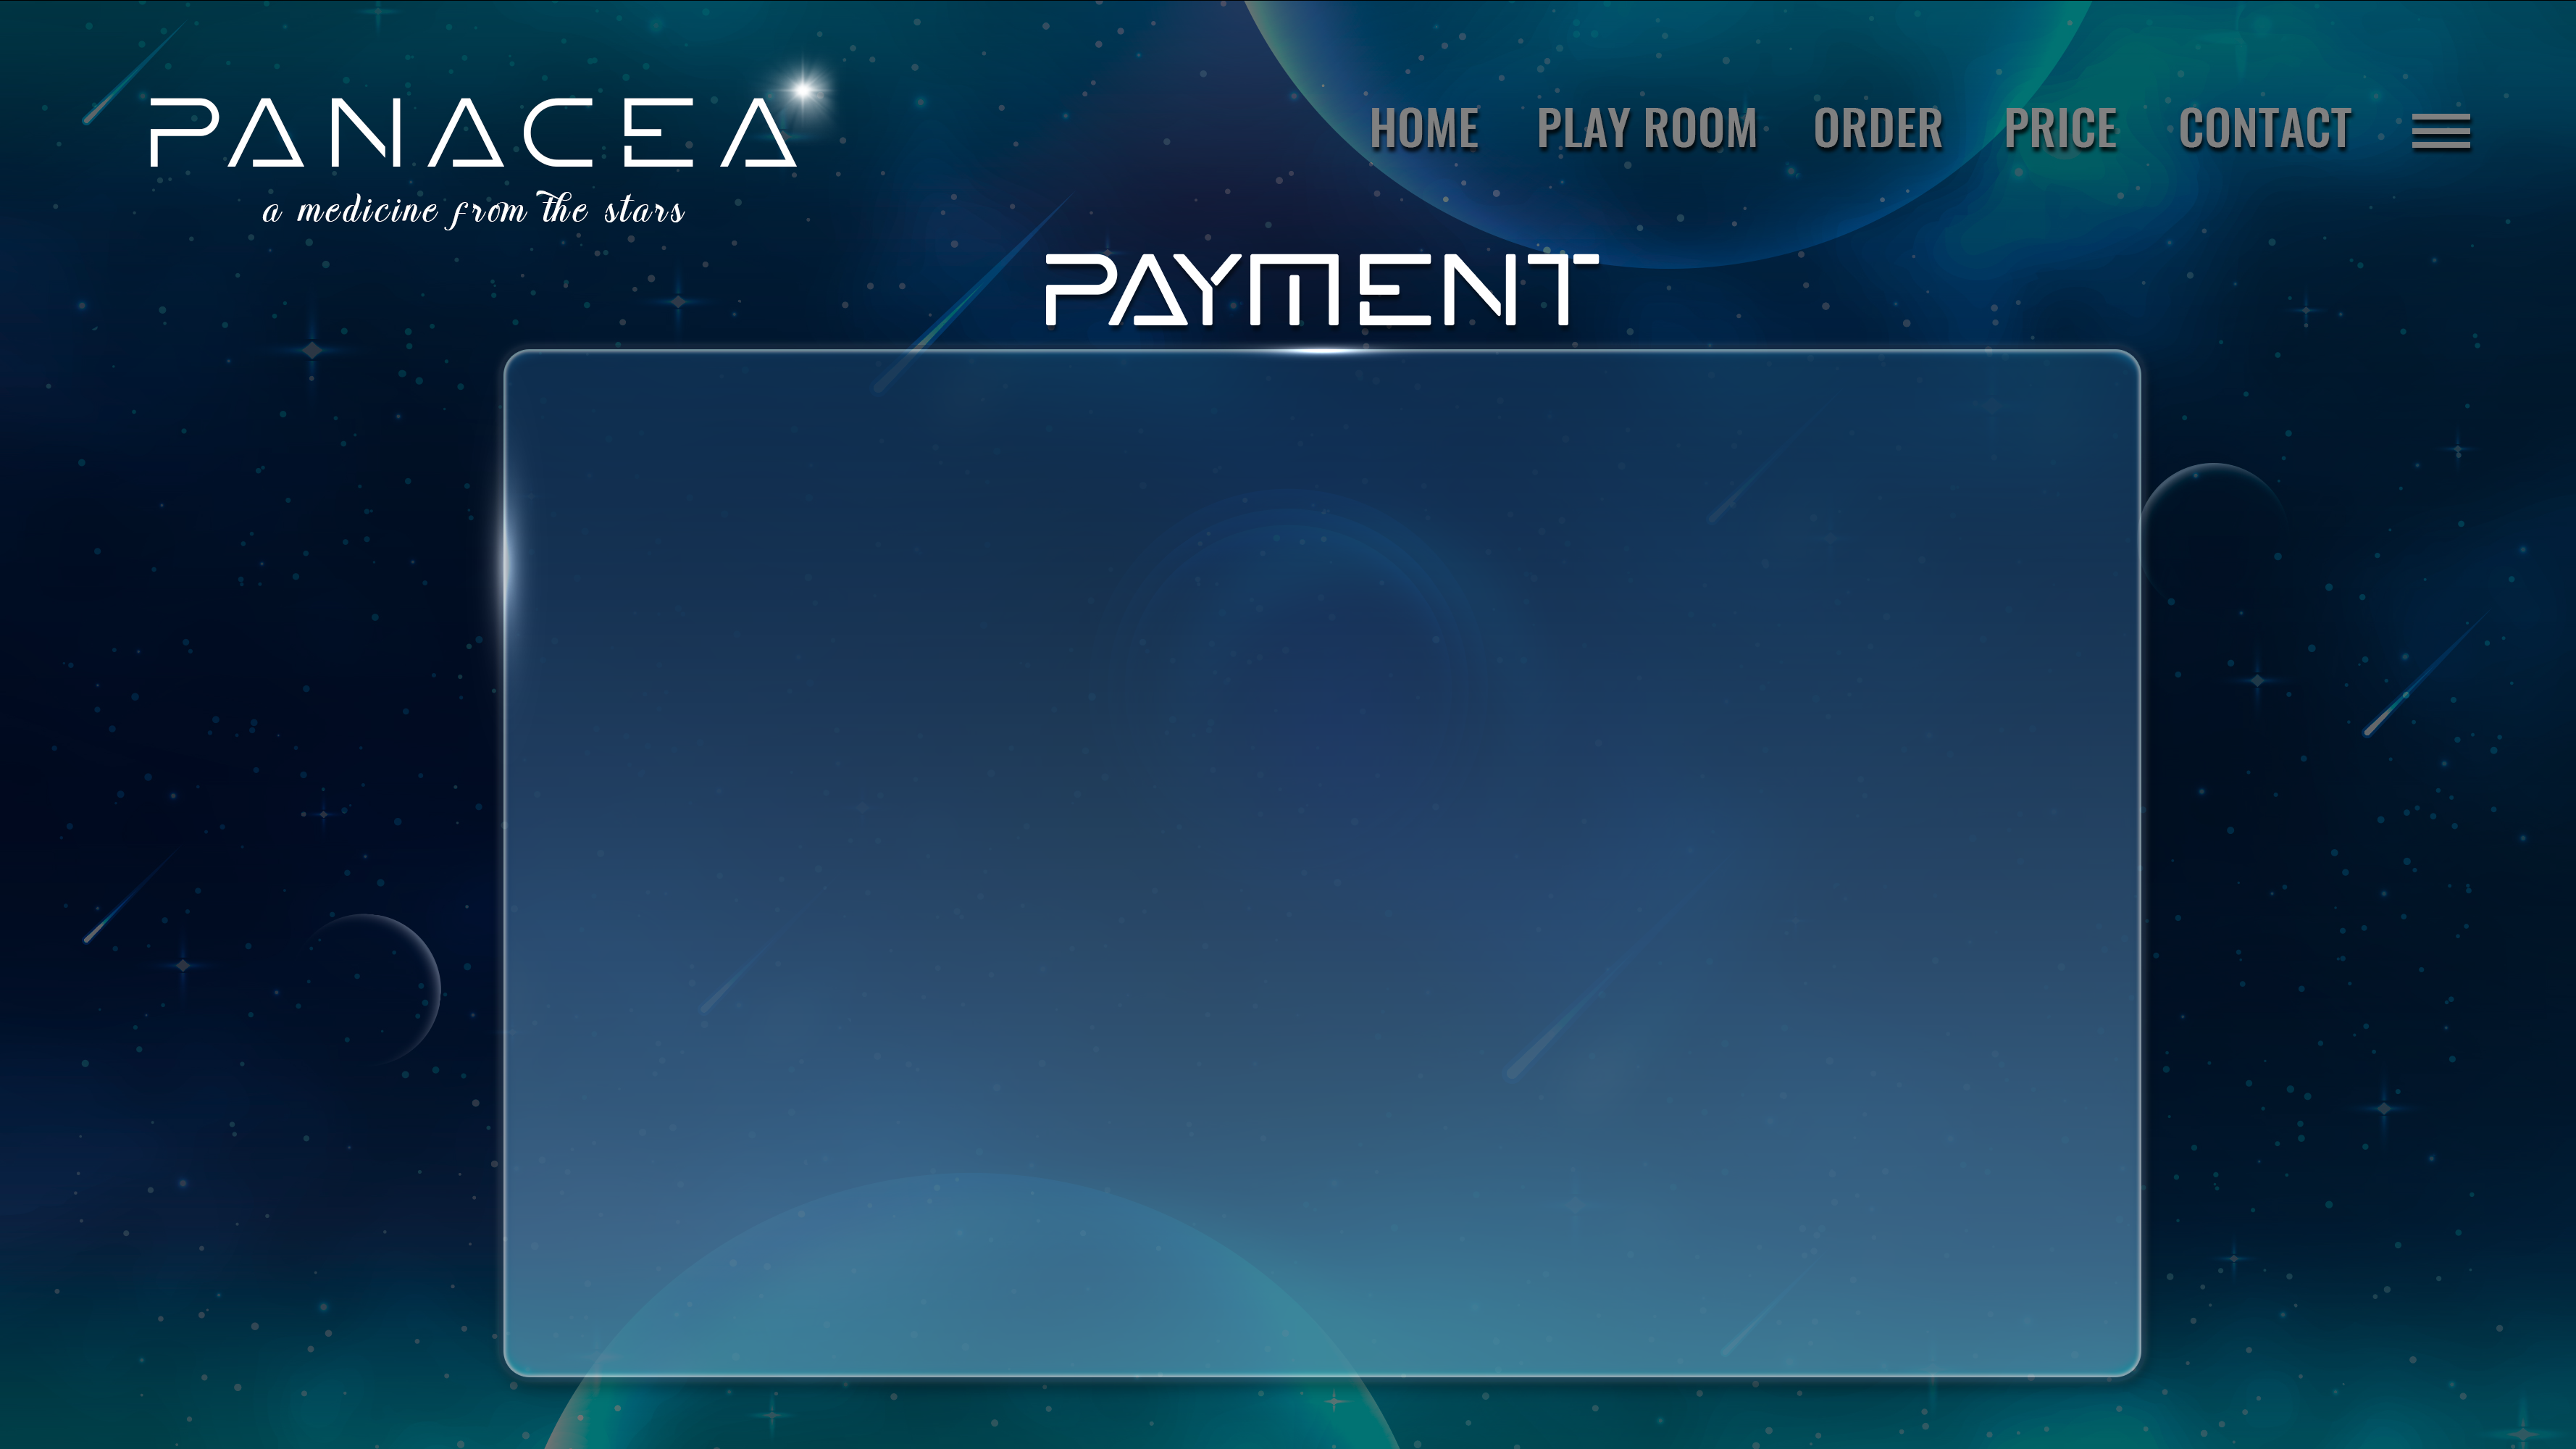 PANACEA
a medicine from the stars
HOME PLAY ROOM ORDER PRICE CONTACT
PAYMENT